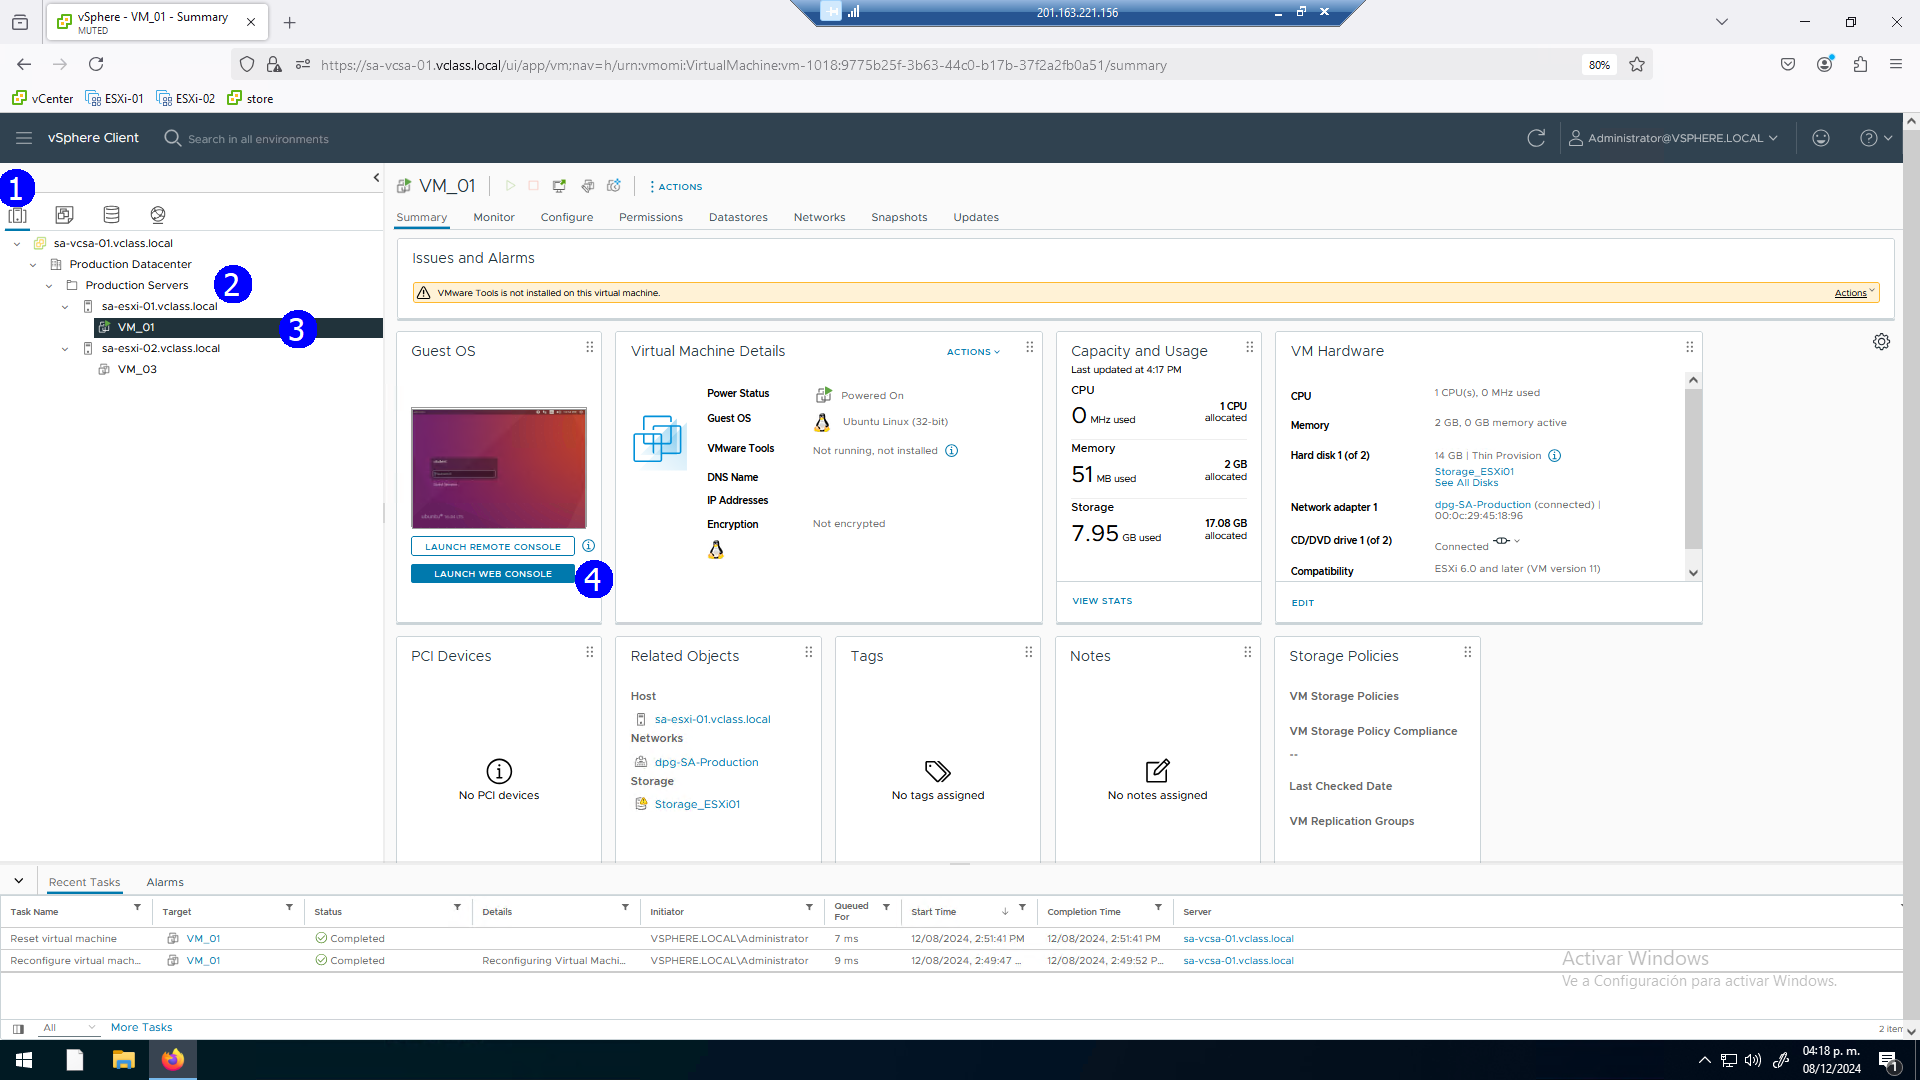 vSphere - VM_01 - Summary
MUTED
201.163.221.156
https://sa-vcsa-01.vclass.local/ui/app/vm;nav=h/urn:vmomi:VirtualMachine:vm-1018:9775b25f-3b63-44c0-b17b-37f2a2fb0a51/summary
80%
vCenter ESXi-01 ESXi-02 store
vSphere Client
Search in all environments
Administrator@VSPHERE.LOCAL
1
sa-vcsa-01.vclass.local
Production Datacenter
Production Servers
2
sa-esxi-01.vclass.local
VM_01
3
sa-esxi-02.vclass.local
VM_03
VM_01
ACTIONS
Summary Monitor Configure Permissions Datastores Networks Snapshots Updates
Issues and Alarms
VMware Tools is not installed on this virtual machine.
Actions
Guest OS
LAUNCH REMOTE CONSOLE
LAUNCH WEB CONSOLE
4
Virtual Machine Details
ACTIONS
Power Status Powered On
Guest OS Ubuntu Linux (32-bit)
VMware Tools Not running, not installed
DNS Name
IP Addresses
Encryption Not encrypted
Capacity and Usage
Last updated at 4:17 PM
CPU
0 MHz used
1 CPU
allocated
Memory
51 MB used
2 GB
allocated
Storage
7.95 GB used
17.08 GB
allocated
VIEW STATS
VM Hardware
CPU 1 CPU(s), 0 MHz used
Memory 2 GB, 0 GB memory active
Hard disk 1 (of 2) 14 GB | Thin Provision
Storage_ESXi01
See All Disks
Network adapter 1 dpg-SA-Production (connected) |
00:0c:29:45:18:96
CD/DVD drive 1 (of 2) Connected
Compatibility ESXi 6.0 and later (VM version 11)
EDIT
PCI Devices
No PCI devices
Related Objects
Host
sa-esxi-01.vclass.local
Networks
dpg-SA-Production
Storage
Storage_ESXi01
Tags
No tags assigned
Notes
No notes assigned
Storage Policies
VM Storage Policies
VM Storage Policy Compliance
--
Last Checked Date
VM Replication Groups
Recent Tasks Alarms
Task Name Target Status Details Initiator Queued For Start Time Completion Time Server
Reset virtual machine VM_01 Completed VSPHERE.LOCAL\Administrator 7 ms 12/08/2024, 2:51:41 PM 12/08/2024, 2:51:41 PM sa-vcsa-01.vclass.local
Reconfigure virtual mach... VM_01 Completed Reconfiguring Virtual Machi... VSPHERE.LOCAL\Administrator 9 ms 12/08/2024, 2:49:47 ... 12/08/2024, 2:49:52 P... sa-vcsa-01.vclass.local
Activar Windows
Ve a Configuración para activar Windows.
All More Tasks
2 item
04:18 p. m.
08/12/2024
1